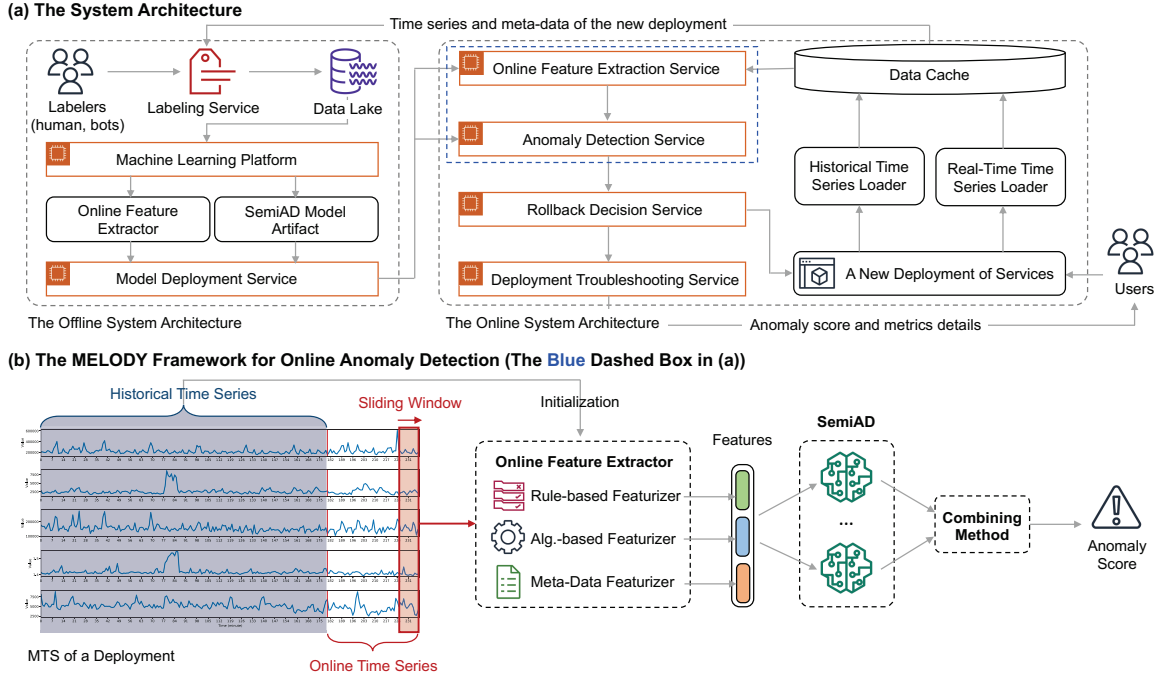 (a) The System Architecture
Time series and meta-data of the new deployment
Labelers
(human, bots)
Labeling Service
Data Lake
Machine Learning Platform
Online Feature
Extractor
SemiAD Model
Artifact
Model Deployment Service
The Offline System Architecture
Online Feature Extraction Service
Anomaly Detection Service
Rollback Decision Service
Deployment Troubleshooting Service
Data Cache
Historical Time
Series Loader
Real-Time Time
Series Loader
A New Deployment of Services
Users
The Online System Architecture
Anomaly score and metrics details
(b) The MELODY Framework for Online Anomaly Detection (The Blue Dashed Box in (a))
Historical Time Series
Sliding Window
Initialization
MTS of a Deployment
Online Time Series
Online Feature Extractor
Rule-based Featurizer
Alg.-based Featurizer
Meta-Data Featurizer
Features
SemiAD
...
Combining
Method
Anomaly
Score